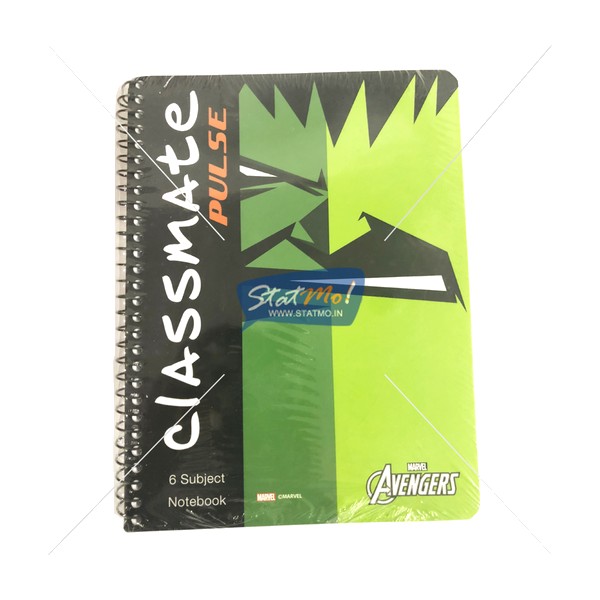 classmate
PULSE
StatMo!
WWW.STATMO.IN
6 Subject
Notebook
MARVEL ©MARVEL
MARVEL
AVENGERS